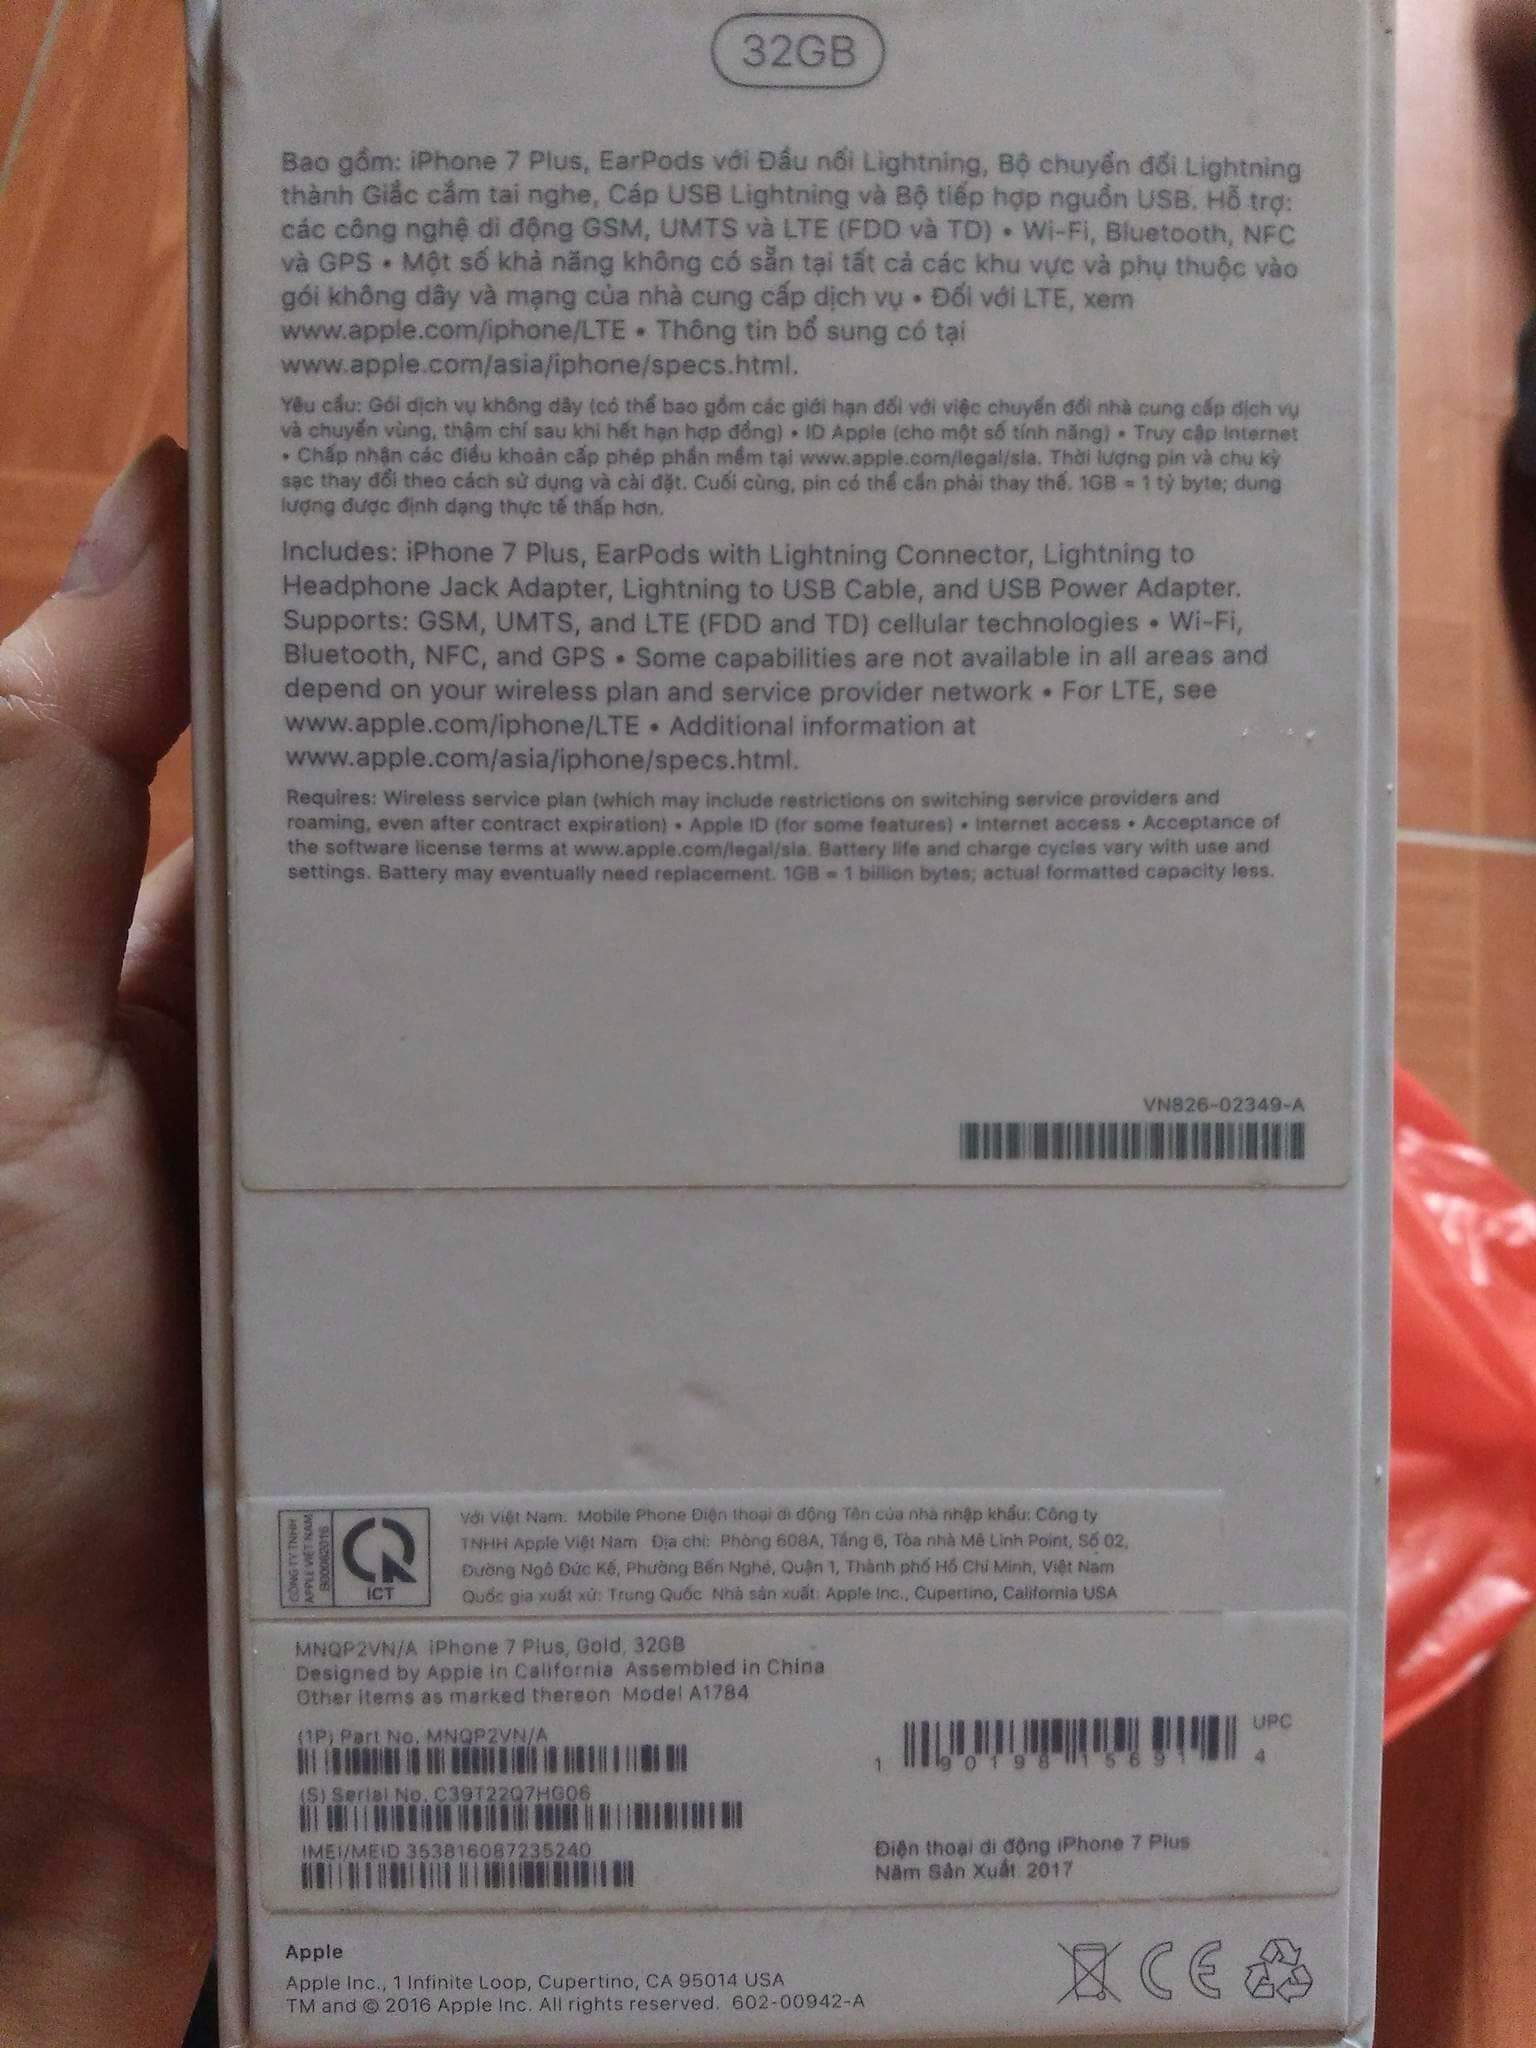 32GB
Bao gồm: iPhone 7 Plus, EarPods với Đầu nối Lightning, Bộ chuyển đổi Lightning
thành Giắc cắm tai nghe, Cáp USB Lightning và Bộ tiếp hợp nguồn USB. Hỗ trợ:
các công nghệ di động GSM, UMTS và LTE (FDD và TD) • Wi-Fi, Bluetooth, NFC
và GPS • Một số khả năng không có sẵn tại tất cả các khu vực và phụ thuộc vào
gói không dây và mạng của nhà cung cấp dịch vụ • Đối với LTE, xem
www.apple.com/iphone/LTE • Thông tin bổ sung có tại
www.apple.com/asia/iphone/specs.html.
Yêu cầu: Gói dịch vụ không dây (có thể bao gồm các giới hạn đối với việc chuyển đổi nhà cung cấp dịch vụ
và chuyển vùng, thậm chí sau khi hết hạn hợp đồng) • ID Apple (cho một số tính năng) • Truy cập Internet
• Chấp nhận các điều khoản cấp phép phần mềm tại www.apple.com/legal/sla. Thời lượng pin và chu kỳ
sạc thay đổi theo cách sử dụng và cài đặt. Cuối cùng, pin có thể cần phải thay thế. 1GB = 1 tỷ byte; dung
lượng được định dạng thực tế thấp hơn.
Includes: iPhone 7 Plus, EarPods with Lightning Connector, Lightning to
Headphone Jack Adapter, Lightning to USB Cable, and USB Power Adapter.
Supports: GSM, UMTS, and LTE (FDD and TD) cellular technologies • Wi-Fi,
Bluetooth, NFC, and GPS • Some capabilities are not available in all areas and
depend on your wireless plan and service provider network • For LTE, see
www.apple.com/iphone/LTE • Additional information at
www.apple.com/asia/iphone/specs.html.
Requires: Wireless service plan (which may include restrictions on switching service providers and
roaming, even after contract expiration) • Apple ID (for some features) • Internet access • Acceptance of
the software license terms at www.apple.com/legal/sla. Battery life and charge cycles vary with use and
settings. Battery may eventually need replacement. 1GB = 1 billion bytes; actual formatted capacity less.
VN826-02349-A
CÔNG TY TNHH
APPLE VIỆT NAM
B00062016
ICT
Với Việt Nam. Mobile Phone Điện thoại di động Tên của nhà nhập khẩu: Công ty
TNHH Apple Việt Nam Địa chỉ: Phòng 608A, Tầng 6, Tòa nhà Mê Linh Point, Số 02,
Đường Ngô Đức Kế, Phường Bến Nghé, Quận 1, Thành phố Hồ Chí Minh, Việt Nam
Quốc gia xuất xứ: Trung Quốc Nhà sản xuất: Apple Inc., Cupertino, California USA
MNQP2VN/A iPhone 7 Plus, Gold, 32GB
Designed by Apple in California Assembled in China
Other items as marked thereon Model A1784
(1P) Part No. MNQP2VN/A
UPC
1 90198 15691 4
(S) Serial No. C39T22Q7HG06
IMEI/MEID 353816087235240
Điện thoại di động iPhone 7 Plus
Năm Sản Xuất 2017
Apple
Apple Inc., 1 Infinite Loop, Cupertino, CA 95014 USA
TM and © 2016 Apple Inc. All rights reserved. 602-00942-A
CE